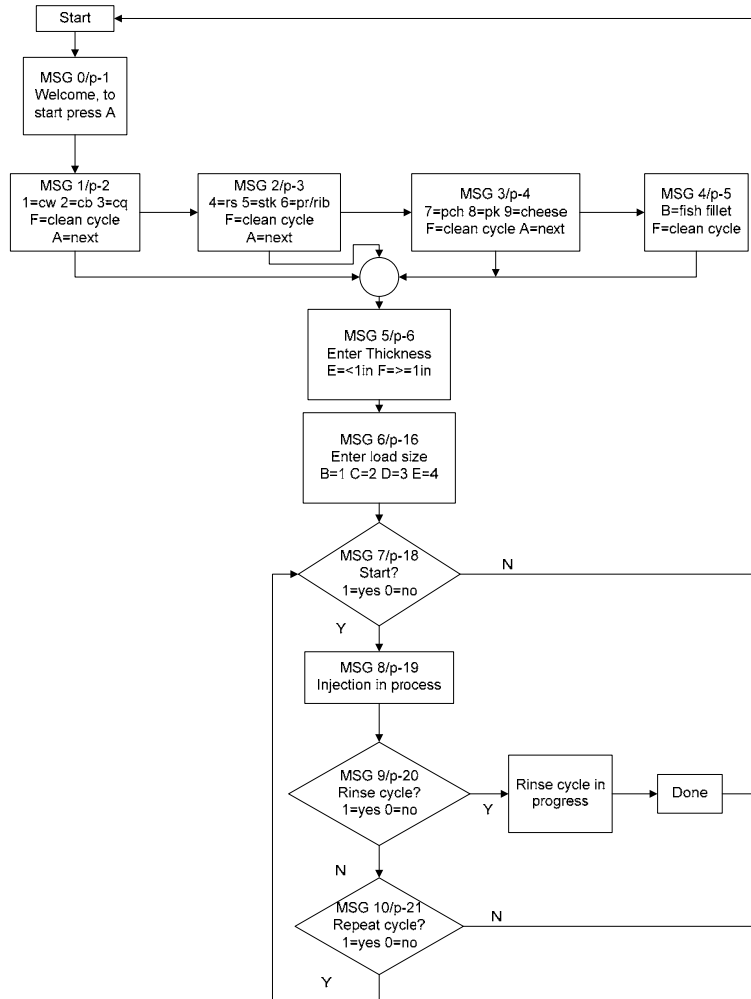 Start
MSG 0/p-1
Welcome, to
start press A
MSG 1/p-2
1=cw 2=cb 3=cq
F=clean cycle
A=next
MSG 2/p-3
4=rs 5=stk 6=pr/rib
F=clean cycle
A=next
MSG 3/p-4
7=pch 8=pk 9=cheese
F=clean cycle A=next
MSG 4/p-5
B=fish fillet
F=clean cycle
MSG 5/p-6
Enter Thickness
E=<1in F=>=1in
MSG 6/p-16
Enter load size
B=1 C=2 D=3 E=4
MSG 7/p-18
Start?
1=yes 0=no
N
Y
MSG 8/p-19
Injection in process
MSG 9/p-20
Rinse cycle?
1=yes 0=no
Y
Rinse cycle in
progress
Done
N
MSG 10/p-21
Repeat cycle?
1=yes 0=no
N
Y